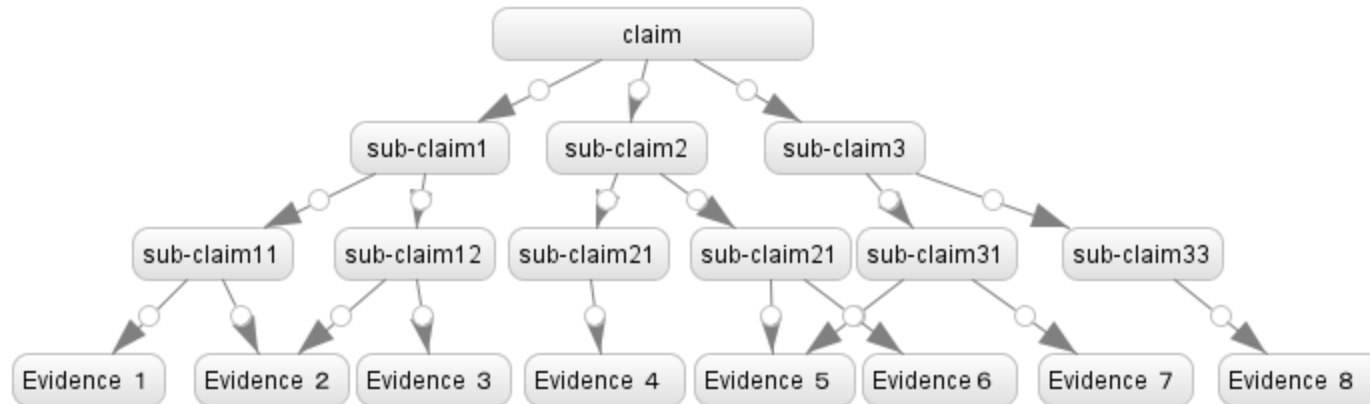 claim
sub-claim1
sub-claim2
sub-claim3
sub-claim11
sub-claim12
sub-claim21
sub-claim21
sub-claim31
sub-claim33
Evidence 1
Evidence 2
Evidence 3
Evidence 4
Evidence 5
Evidence 6
Evidence 7
Evidence 8